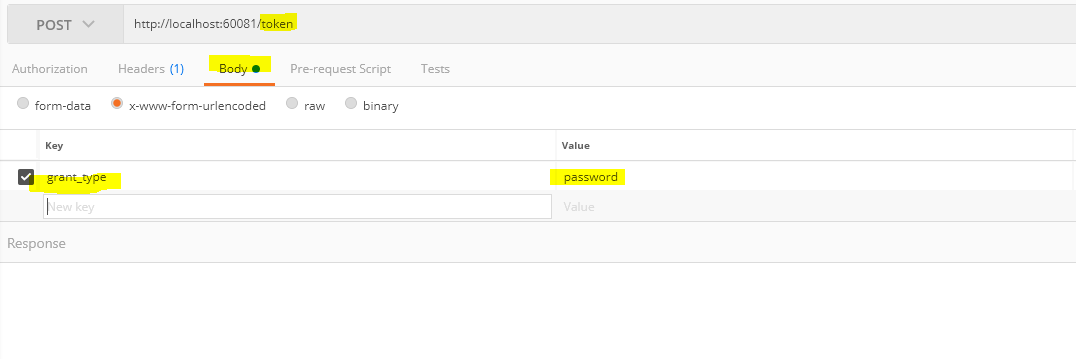 POST http://localhost:60081/token
Authorization Headers (1) Body Pre-request Script Tests
form-data x-www-form-urlencoded raw binary
Key Value
grant_type password
New key Value
Response